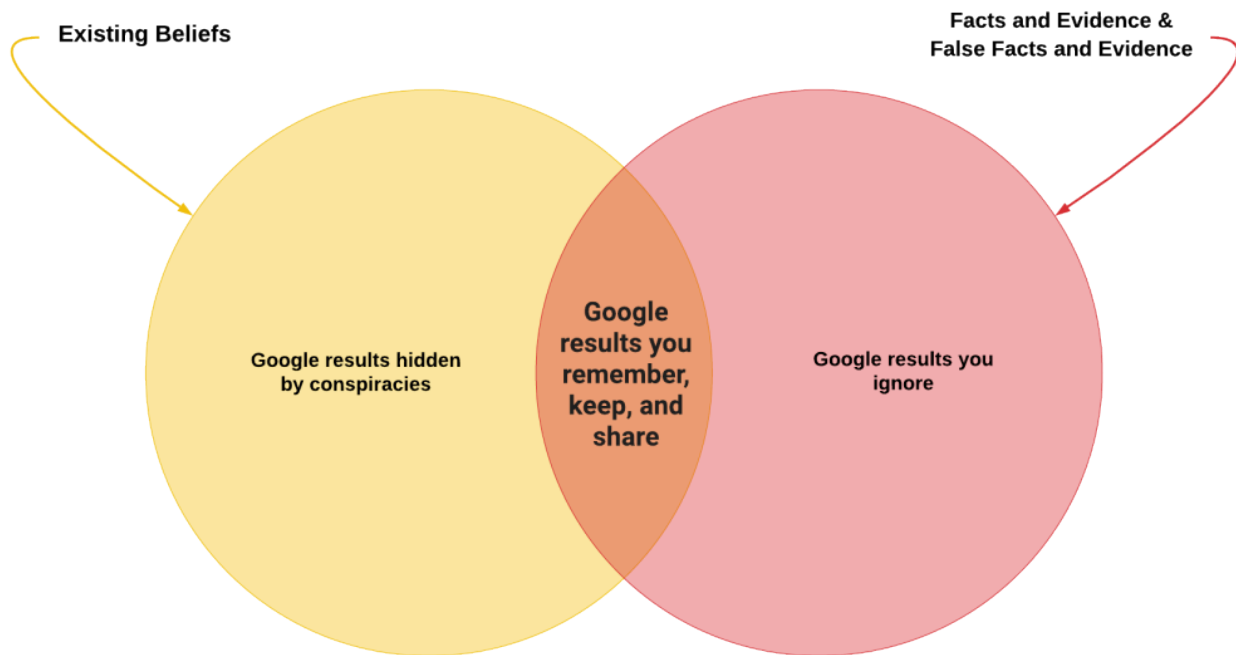 Existing Beliefs
Facts and Evidence &
False Facts and Evidence
Google results hidden
by conspiracies
Google
results you
remember,
keep, and
share
Google results you
ignore